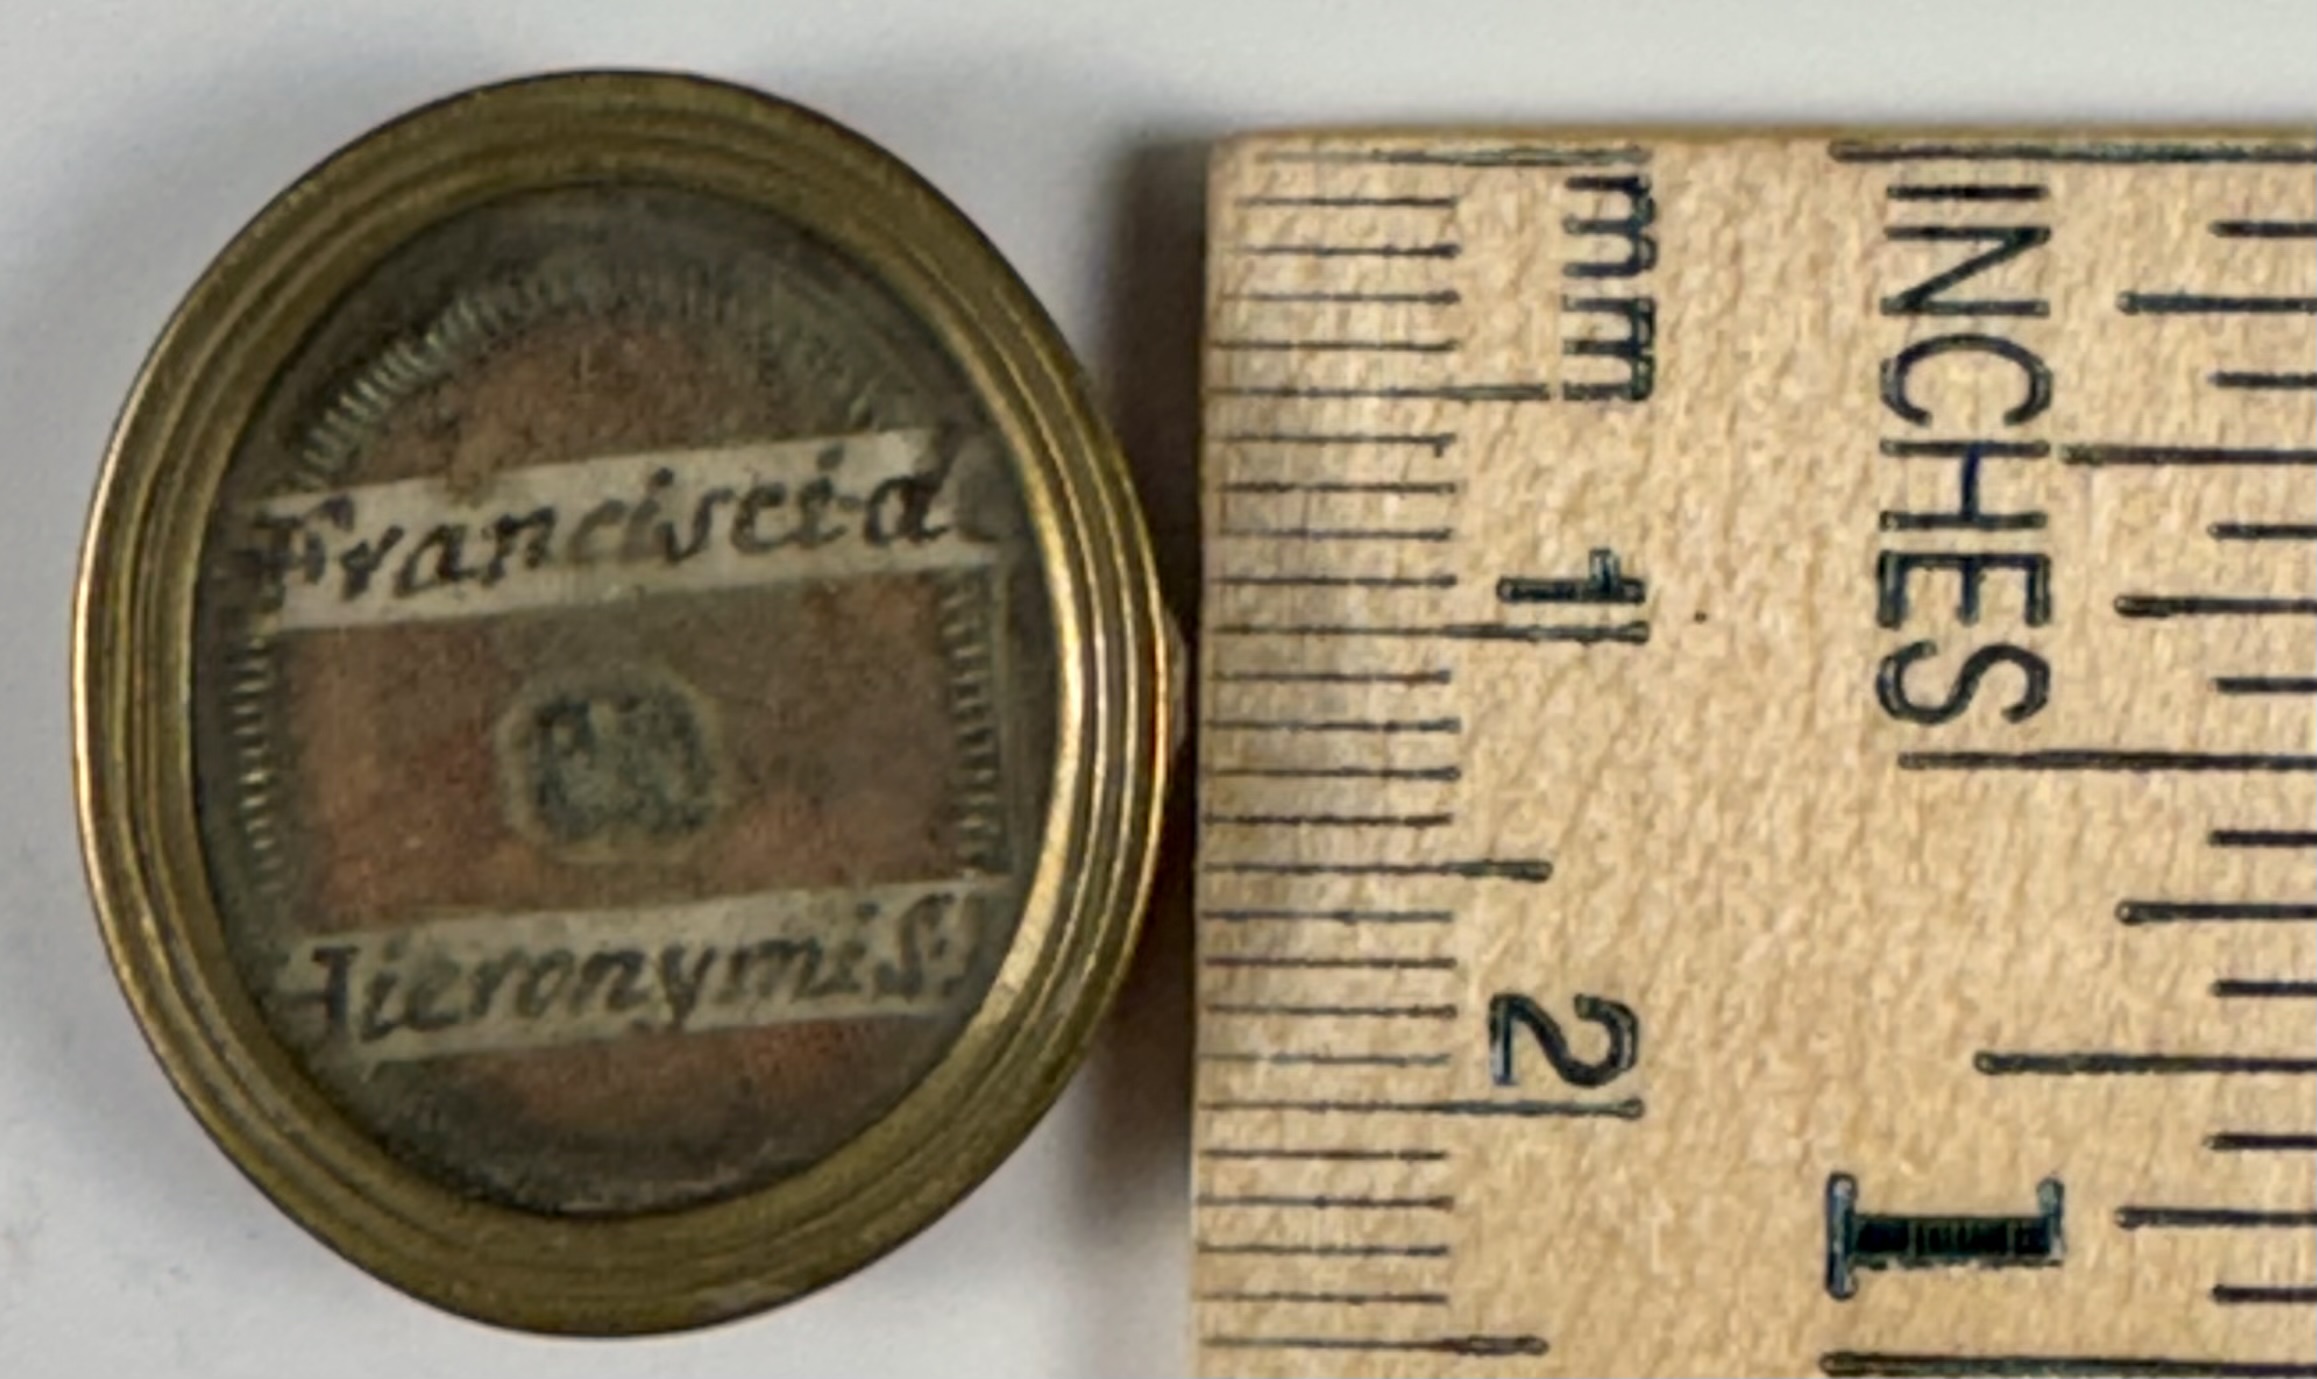 Francisci d
Hieronymi S.
mm
1
2
INCHES
1